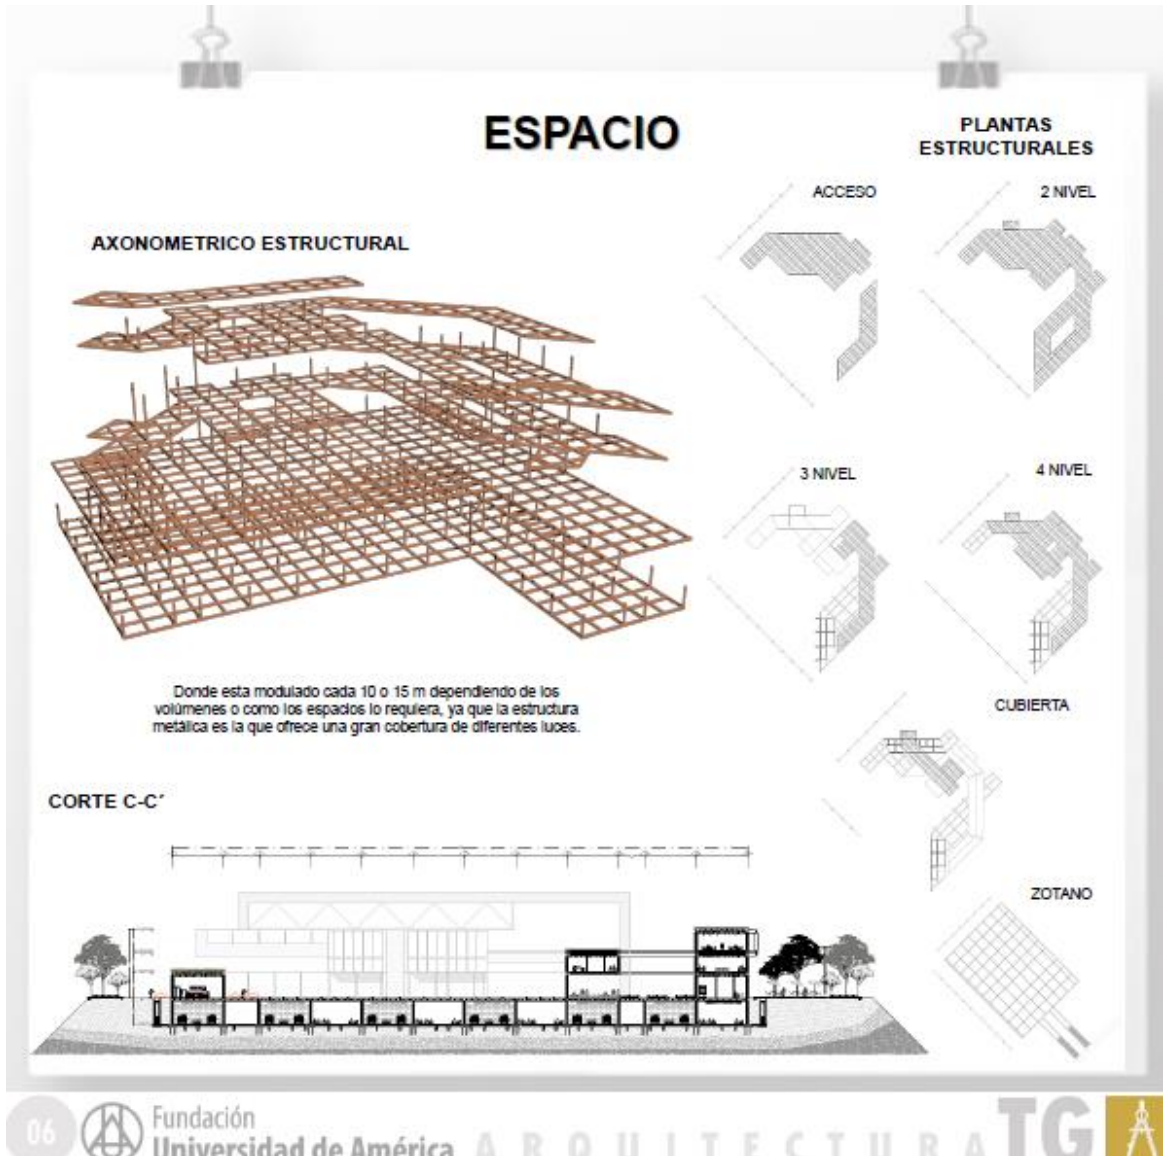 ESPACIO
PLANTAS
ESTRUCTURALES
ACCESO
2 NIVEL
AXONOMETRICO ESTRUCTURAL
3 NIVEL
4 NIVEL
Donde esta modulado cada 10 o 15 m dependiendo de los
volúmenes o como los espacios lo requiera, ya que la estructura
metálica es la que ofrece una gran cobertura de diferentes luces.
CUBIERTA
CORTE C-C´
ZOTANO
06
Fundación
Universidad de América
ARQUITECTURA
TG